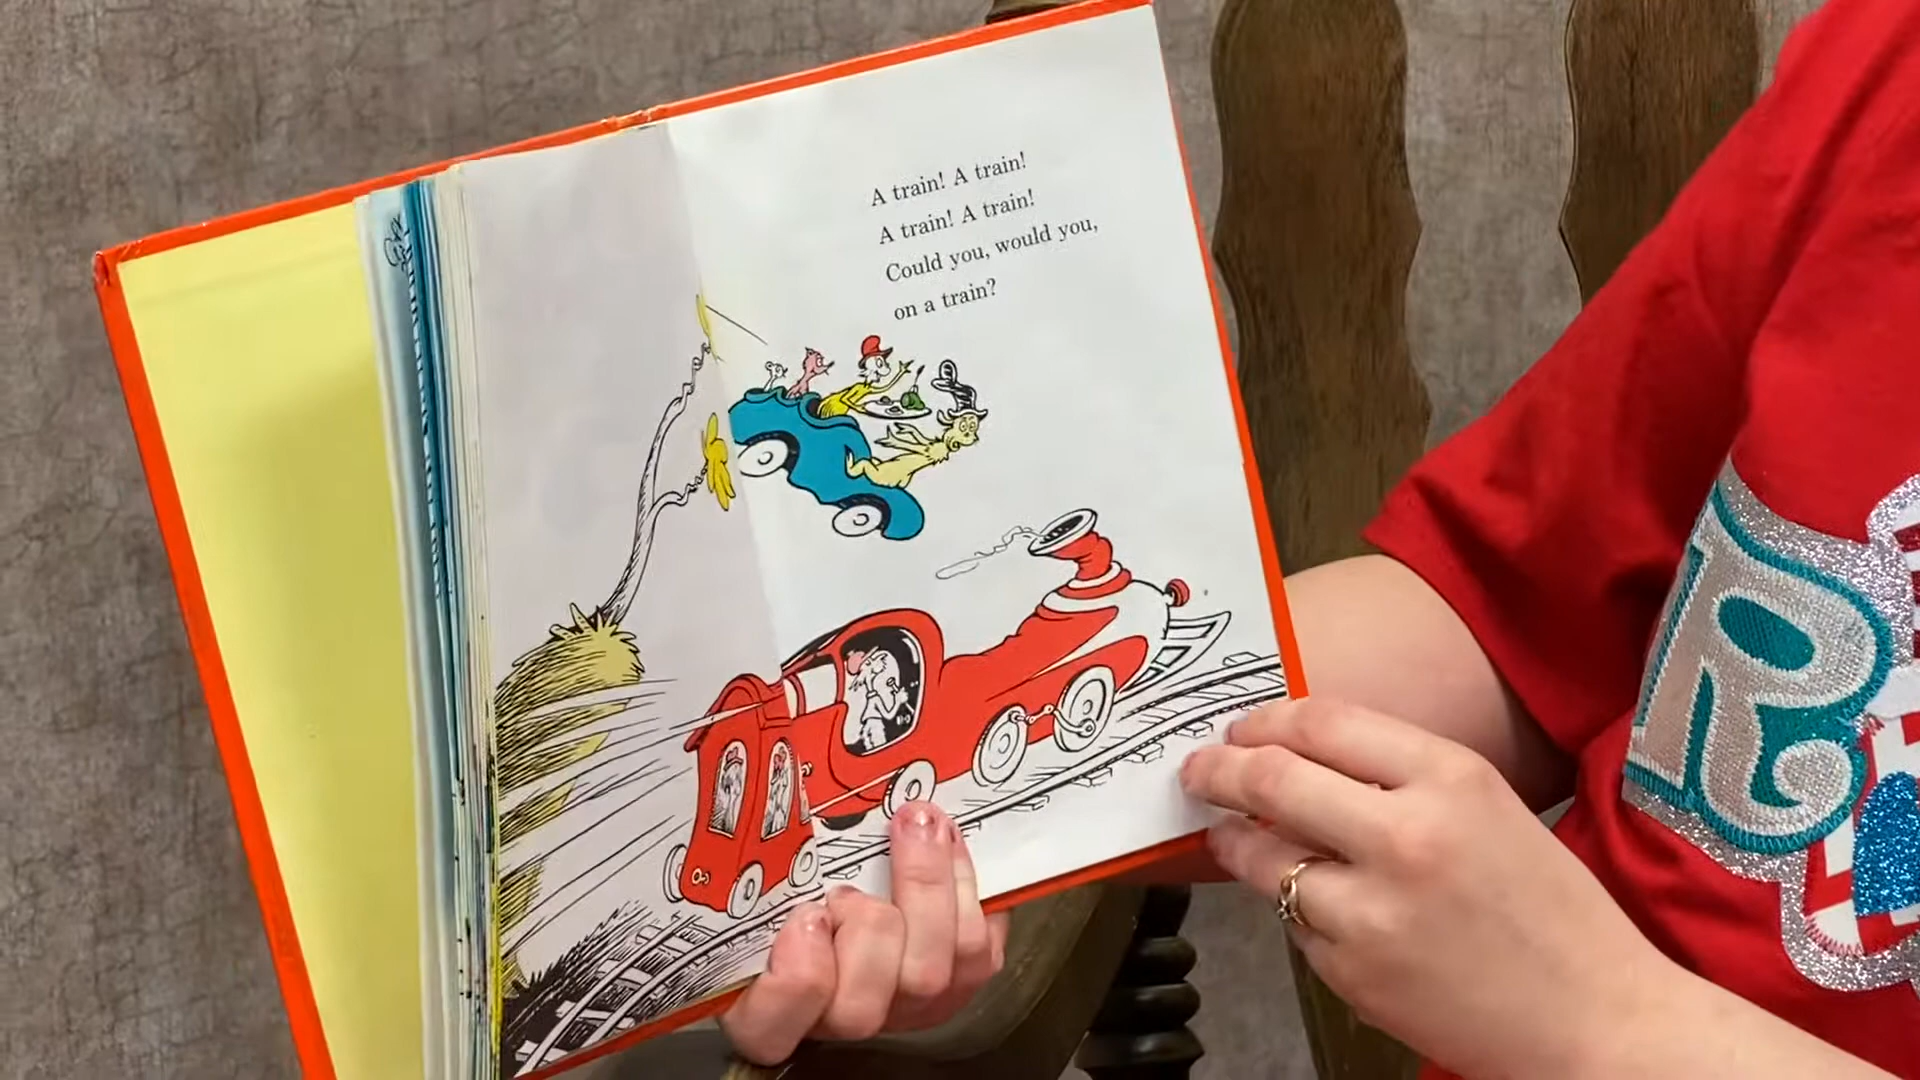 A train! A train!
A train! A train!
Could you, would you,
on a train?
R